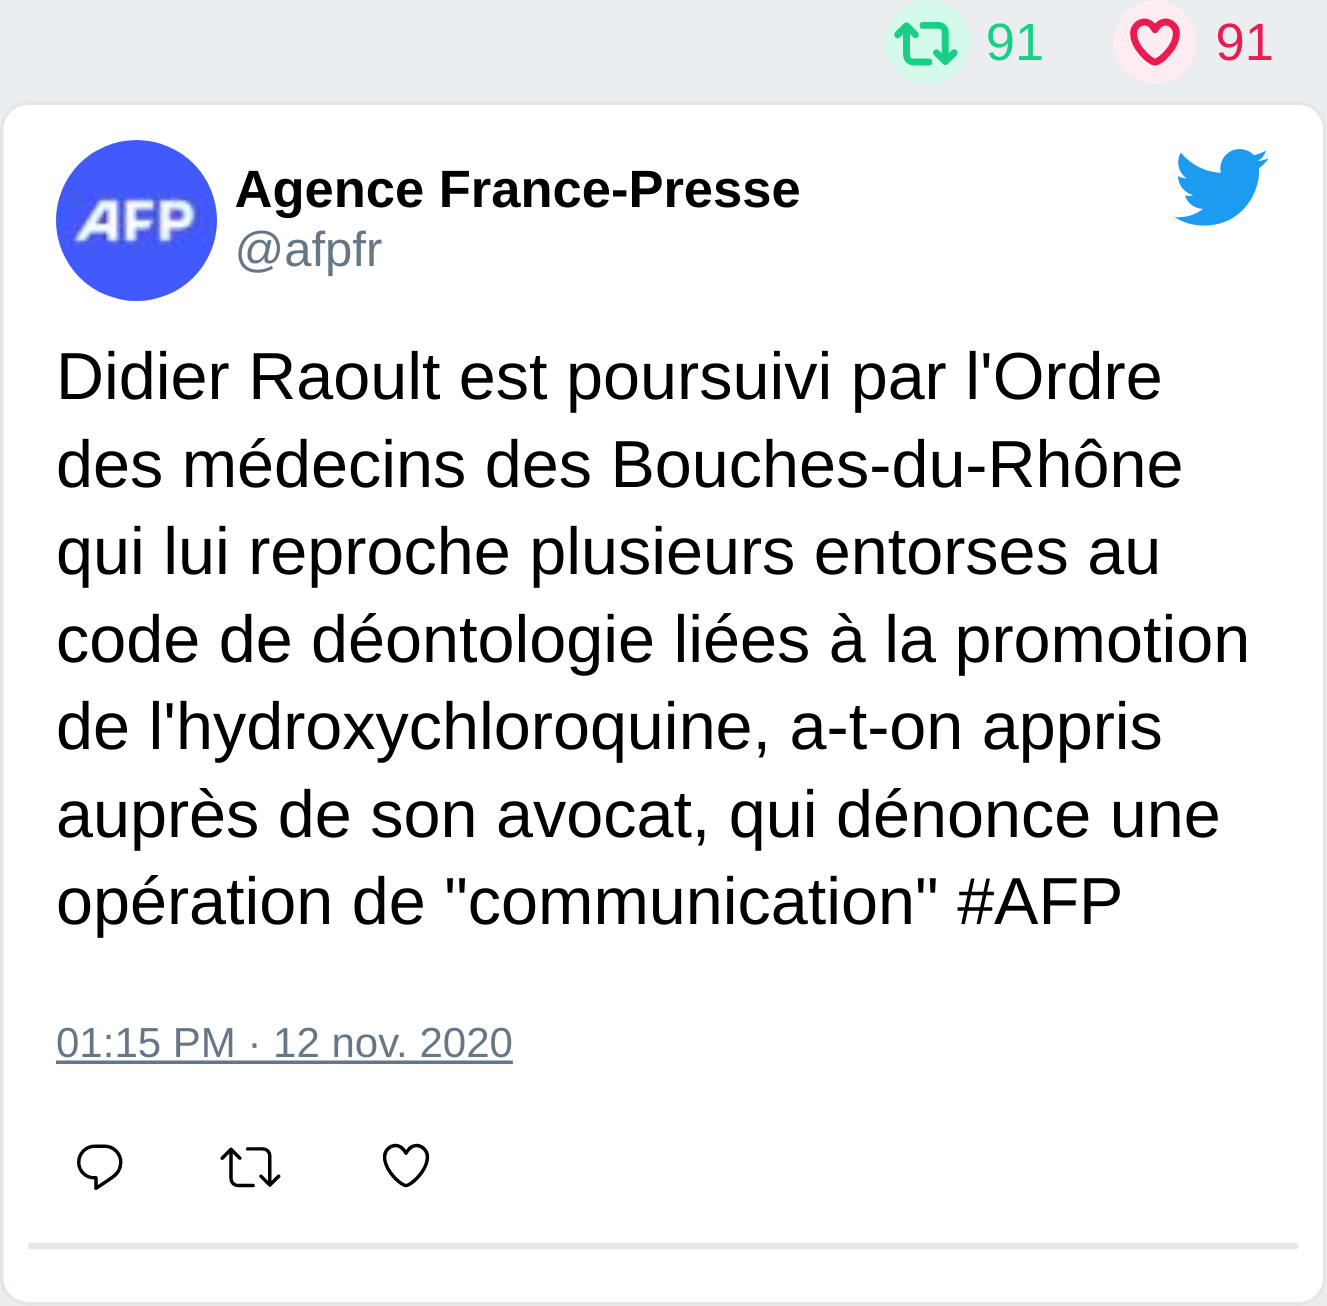 91 91
AFP
Agence France-Presse
@afpfr
Didier Raoult est poursuivi par l'Ordre
des médecins des Bouches-du-Rhône
qui lui reproche plusieurs entorses au
code de déontologie liées à la promotion
de l'hydroxychloroquine, a-t-on appris
auprès de son avocat, qui dénonce une
opération de "communication" #AFP
01:15 PM · 12 nov. 2020